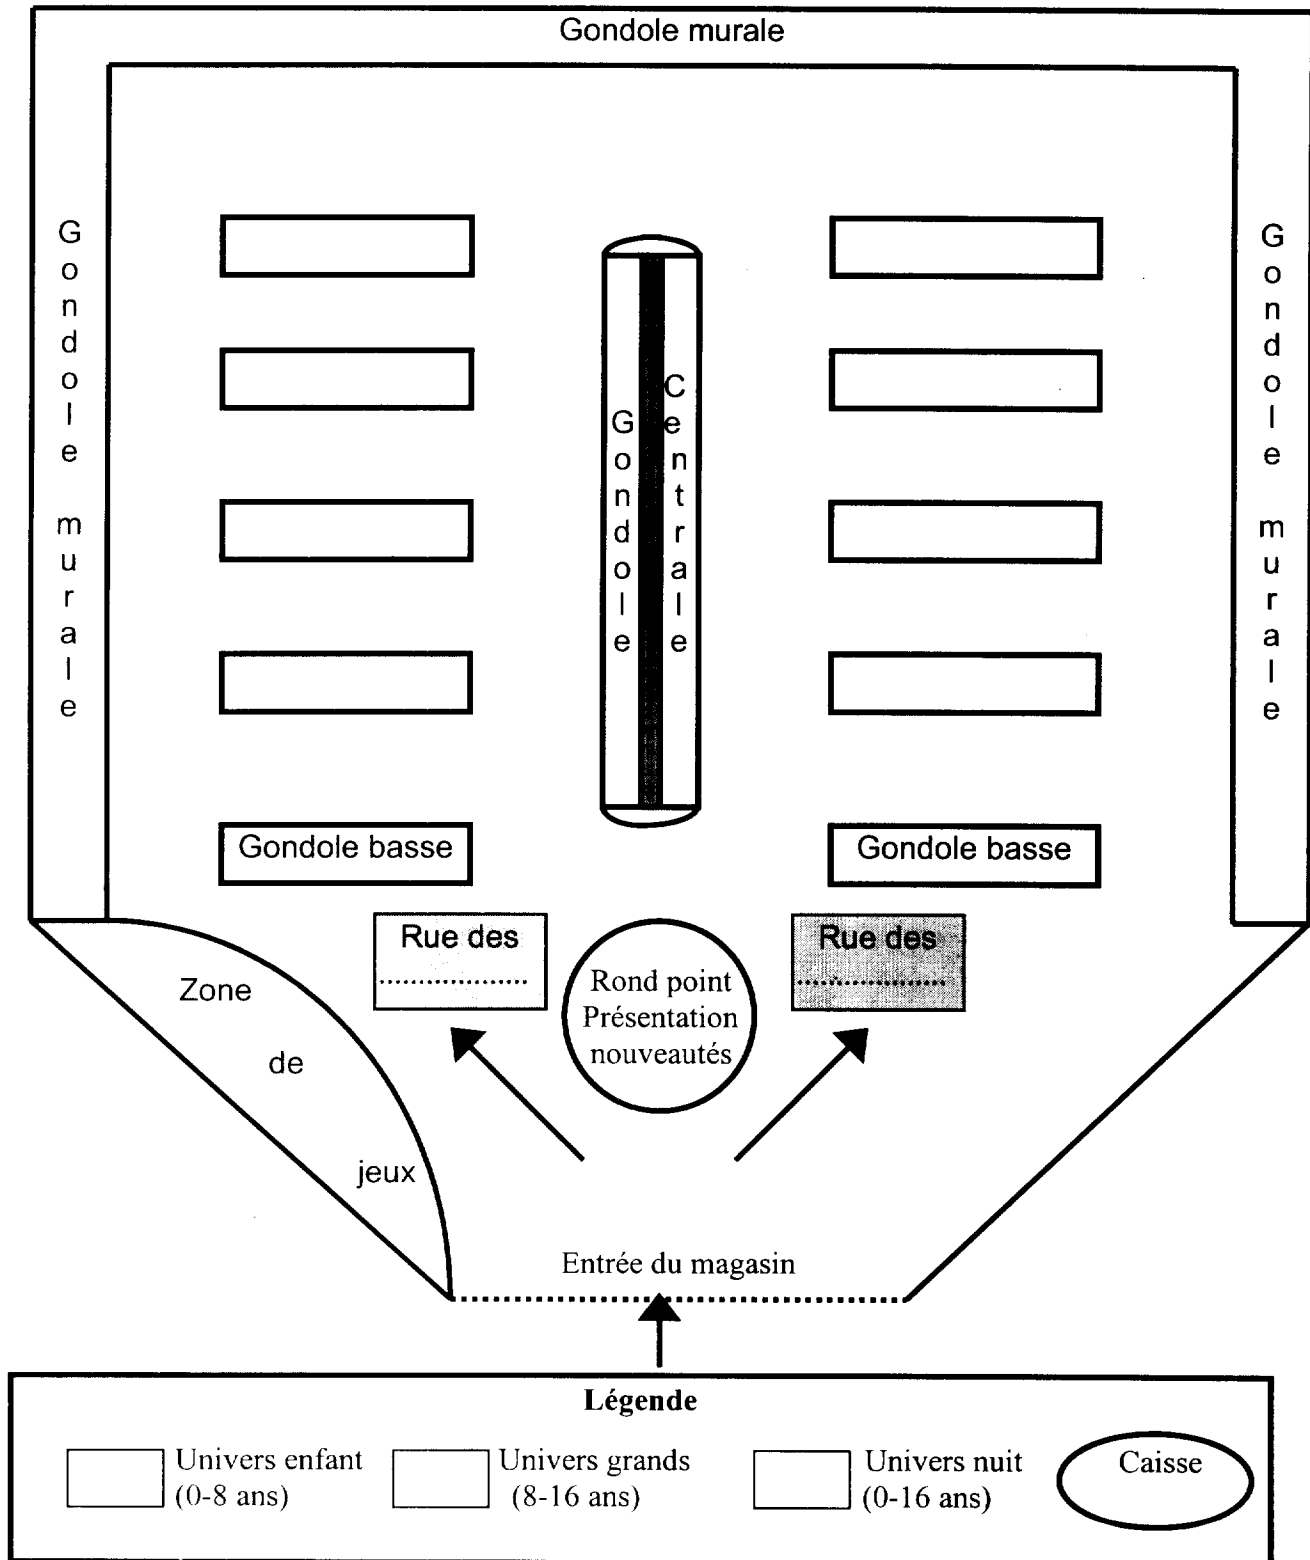 Gondole murale
Gondole murale
Gondole Centrale
Gondole murale
Gondole basse
Gondole basse
Rue des
....................
Rue des
....................
Rond point
Présentation
nouveautés
Zone
de
jeux
Entrée du magasin
Légende
Univers enfant
(0-8 ans)
Univers grands
(8-16 ans)
Univers nuit
(0-16 ans)
Caisse